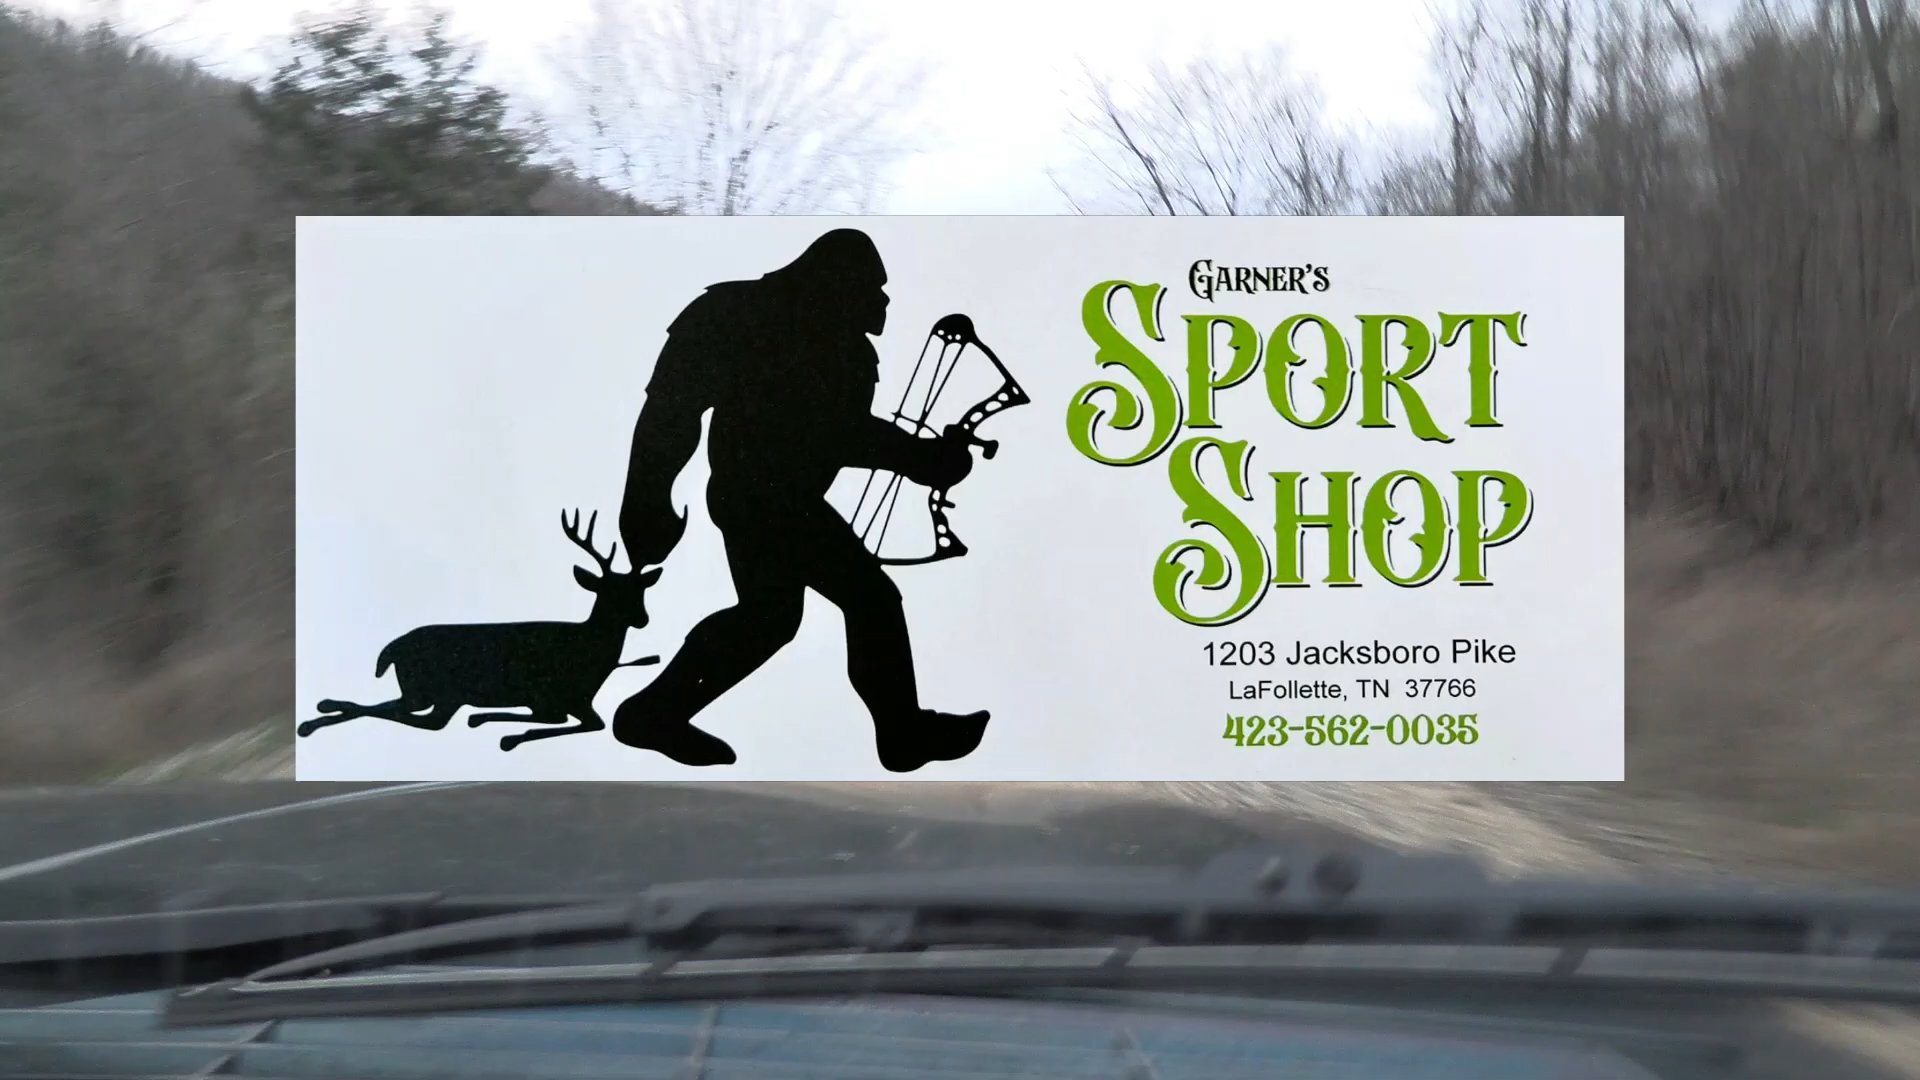 GARNER'S
SPORT
SHOP
1203 Jacksboro Pike
LaFollette, TN 37766
423-562-0035